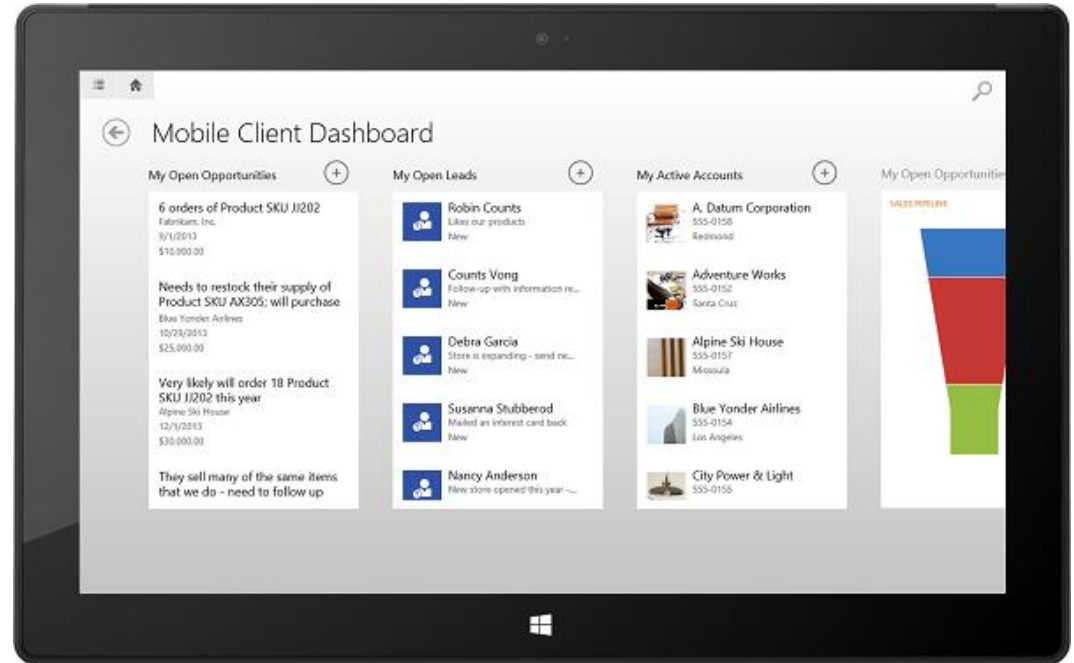 Mobile Client Dashboard
My Open Opportunities
6 orders of Product SKU JJ202
Fabrikam, Inc.
9/1/2013
$10,000.00
Needs to restock their supply of
Product SKU AX305; will purchase
Blue Yonder Airlines
10/29/2013
$25,000.00
Very likely will order 18 Product
SKU JJ202 this year
Alpine Ski House
12/1/2013
$30,000.00
They sell many of the same items
that we do - need to follow up
My Open Leads
Robin Counts
Likes our products
New
Counts Vong
Follow-up with information re...
New
Debra Garcia
Store is expanding - send ne...
New
Susanna Stubberod
Mailed an interest card back
New
Nancy Anderson
New store opened this year -...
My Active Accounts
A. Datum Corporation
555-0158
Redmond
Adventure Works
555-0152
Santa Cruz
Alpine Ski House
555-0157
Missoula
Blue Yonder Airlines
555-0154
Los Angeles
City Power & Light
555-0155
My Open Opportunitie
SALES PIPELINE